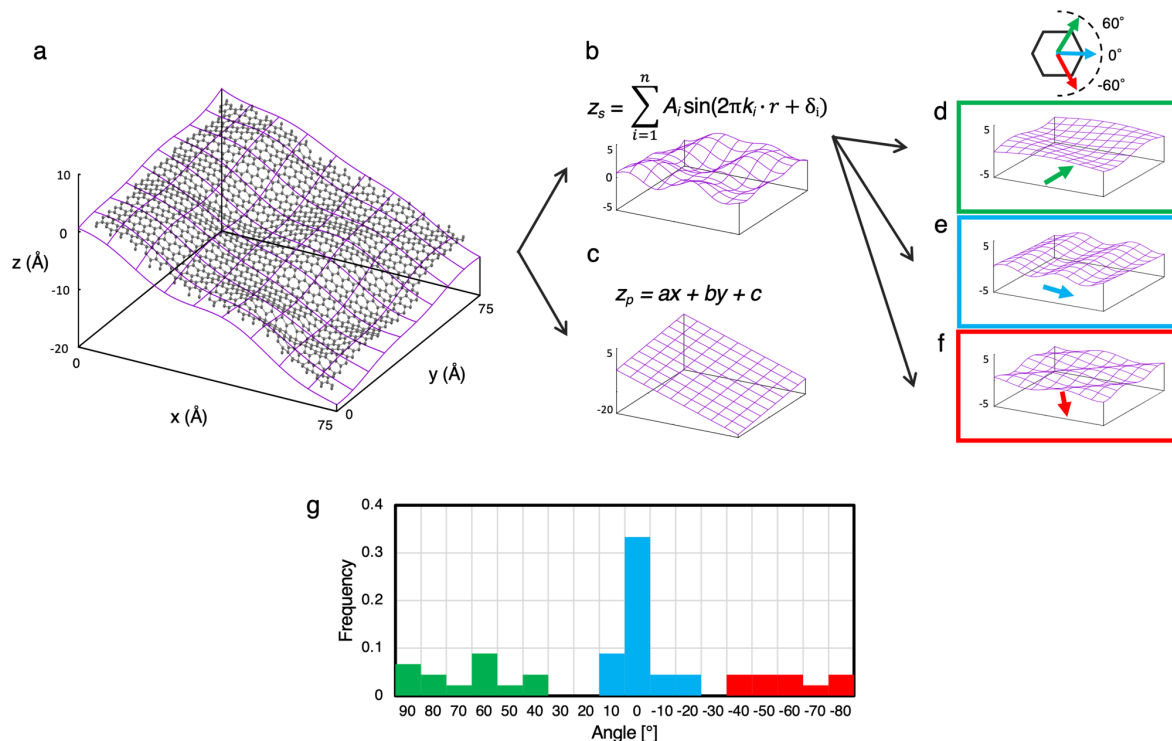 a
10
0
-10
-20
z (Å)
0
x (Å)
75
0
y (Å)
75
b
z_s = \sum_{i=1}^{n} A_i sin(2πk_i · r + δ_i)
5
0
-5
c
z_p = ax + by + c
5
-20
60°
0°
-60°
d
5
-5
e
5
-5
f
5
-5
g
Frequency
0.4
0.3
0.2
0.1
0
90 80 70 60 50 40 30 20 10 0 -10 -20 -30 -40 -50 -60 -70 -80
Angle [°]